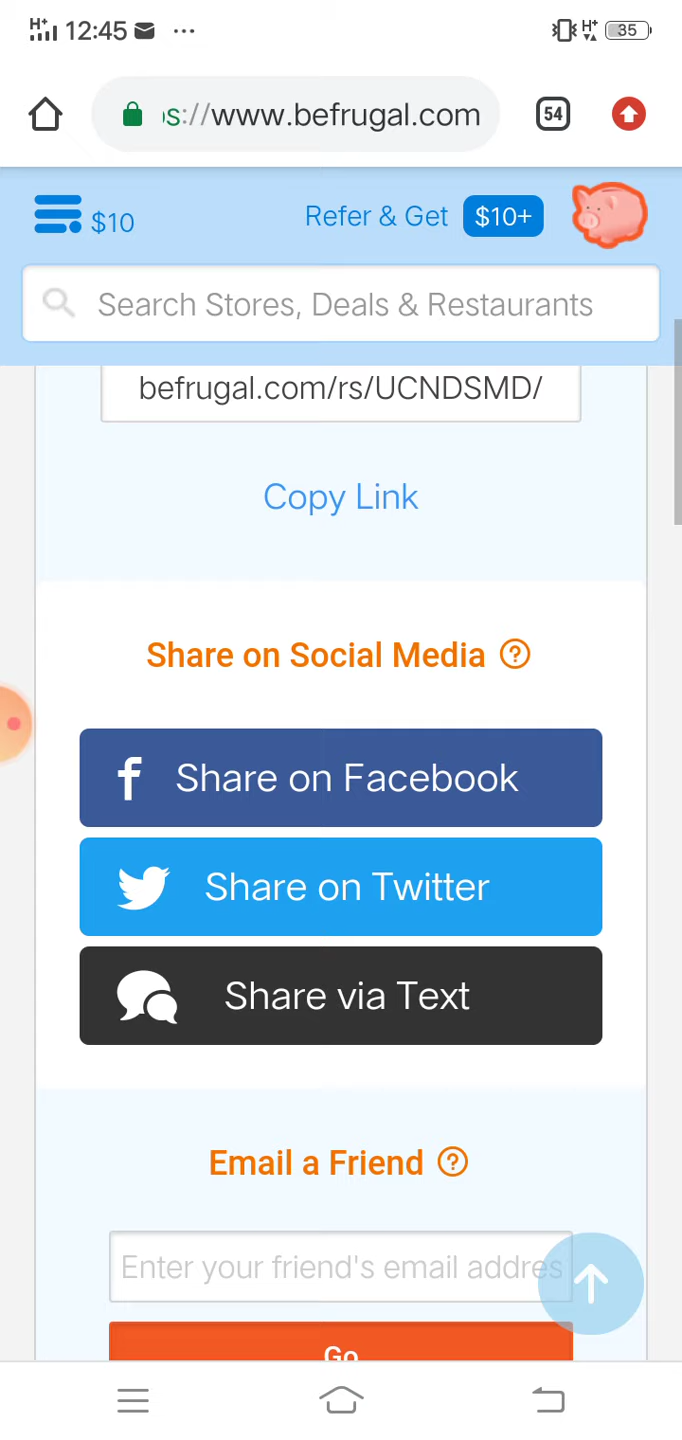 H+ 12:45 ... H+ 35
s://www.befrugal.com 54
$10 Refer & Get $10+
Search Stores, Deals & Restaurants
befrugal.com/rs/UCNDSMD/
Copy Link
Share on Social Media ?
f Share on Facebook
Share on Twitter
Share via Text
Email a Friend ?
Enter your friend's email addres
Go